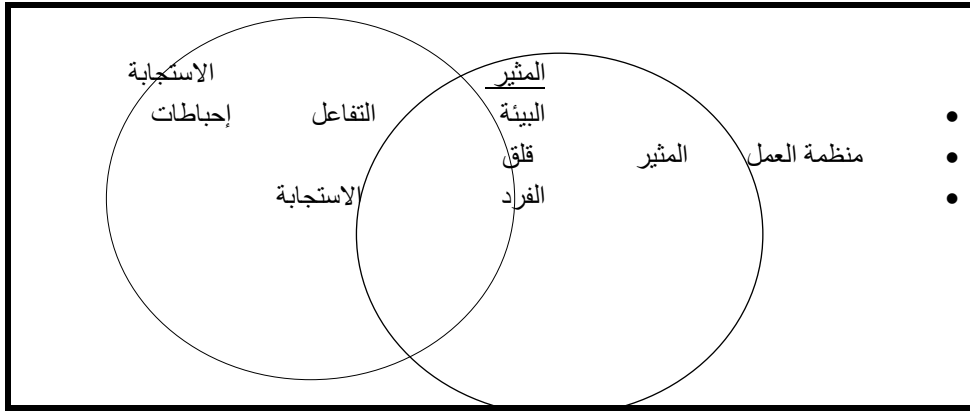 المثير الاستجابة
البيئة التفاعل إحباطات
منظمة العمل المثير قلق
الفرد الاستجابة